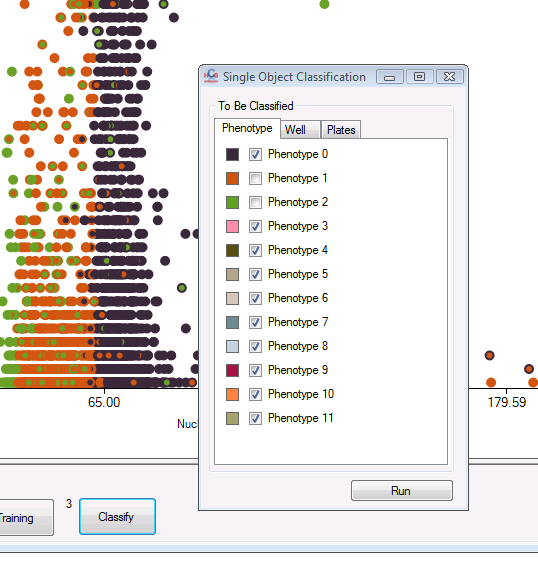 Single Object Classification
To Be Classified
Phenotype Well Plates
Phenotype 0
Phenotype 1
Phenotype 2
Phenotype 3
Phenotype 4
Phenotype 5
Phenotype 6
Phenotype 7
Phenotype 8
Phenotype 9
Phenotype 10
Phenotype 11
65.00 179.59
Nucl
Run
Training 3 Classify